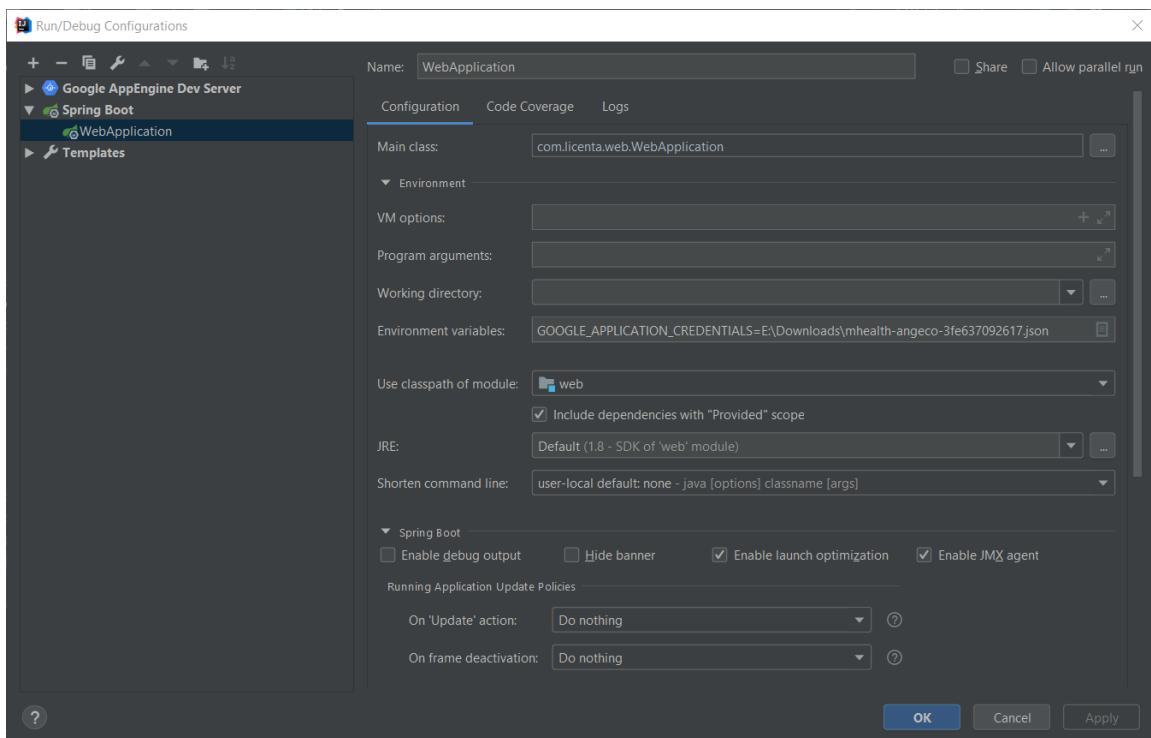 Run/Debug Configurations
Name: WebApplication Share Allow parallel run
Google AppEngine Dev Server
Spring Boot
WebApplication
Templates
Configuration Code Coverage Logs
Main class: com.licenta.web.WebApplication ...
Environment
VM options:
Program arguments:
Working directory: ...
Environment variables: GOOGLE_APPLICATION_CREDENTIALS=E:\Downloads\mhealth-angeco-3fe637092617.json
Use classpath of module: web
Include dependencies with "Provided" scope
JRE: Default (1.8 - SDK of 'web' module) ...
Shorten command line: user-local default: none - java [options] classname [args]
Spring Boot
Enable debug output Hide banner Enable launch optimization Enable JMX agent
Running Application Update Policies
On 'Update' action: Do nothing ?
On frame deactivation: Do nothing ?
? OK Cancel Apply